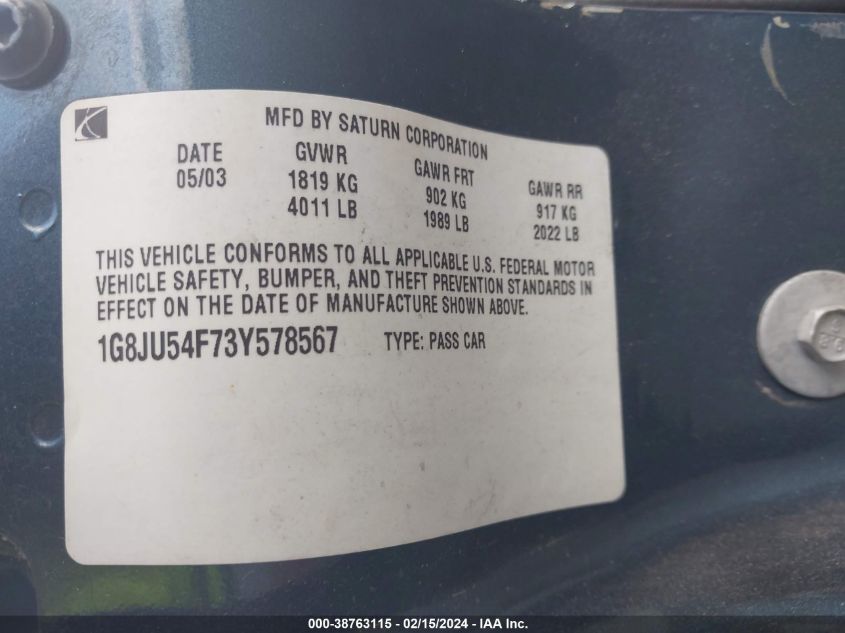 MFD BY SATURN CORPORATION
DATE GVWR GAWR FRT GAWR RR
05/03 1819 KG 902 KG 917 KG
4011 LB 1989 LB 2022 LB
THIS VEHICLE CONFORMS TO ALL APPLICABLE U.S. FEDERAL MOTOR
VEHICLE SAFETY, BUMPER, AND THEFT PREVENTION STANDARDS IN
EFFECT ON THE DATE OF MANUFACTURE SHOWN ABOVE.
1G8JU54F73Y578567 TYPE: PASS CAR
000-38763115 - 02/15/2024 - IAA Inc.